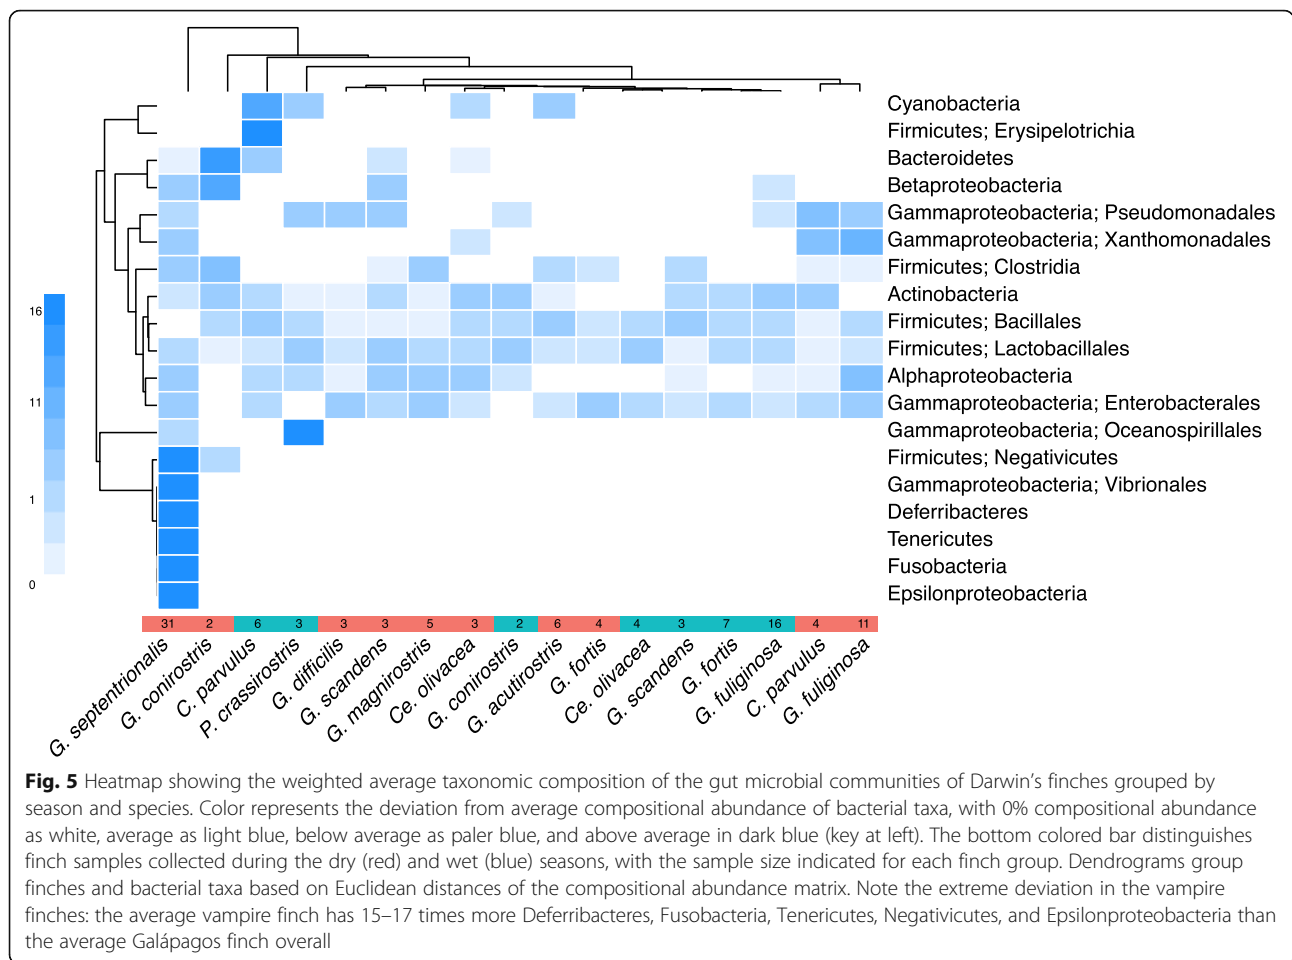 Cyanobacteria
Firmicutes; Erysipelotrichia
Bacteroidetes
Betaproteobacteria
Gammaproteobacteria; Pseudomonadales
Gammaproteobacteria; Xanthomonadales
Firmicutes; Clostridia
Actinobacteria
Firmicutes; Bacillales
Firmicutes; Lactobacillales
Alphaproteobacteria
Gammaproteobacteria; Enterobacterales
Gammaproteobacteria; Oceanospirillales
Firmicutes; Negativicutes
Gammaproteobacteria; Vibrionales
Deferribacteres
Tenericutes
Fusobacteria
Epsilonproteobacteria
16
11
1
0
31 2 6 3 3 3 5 3 2 6 4 4 3 7 16 4 11
G. septentrionalis
G. conirostris
C. parvulus
P. crassirostris
G. difficilis
G. scandens
G. magnirostris
Ce. olivacea
G. conirostris
G. acutirostris
G. fortis
Ce. olivacea
G. scandens
G. fortis
G. fuliginosa
C. parvulus
G. fuliginosa
Fig. 5 Heatmap showing the weighted average taxonomic composition of the gut microbial communities of Darwin's finches grouped by
season and species. Color represents the deviation from average compositional abundance of bacterial taxa, with 0% compositional abundance
as white, average as light blue, below average as paler blue, and above average in dark blue (key at left). The bottom colored bar distinguishes
finch samples collected during the dry (red) and wet (blue) seasons, with the sample size indicated for each finch group. Dendrograms group
finches and bacterial taxa based on Euclidean distances of the compositional abundance matrix. Note the extreme deviation in the vampire
finches: the average vampire finch has 15–17 times more Deferribacteres, Fusobacteria, Tenericutes, Negativicutes, and Epsilonproteobacteria than
the average Galápagos finch overall